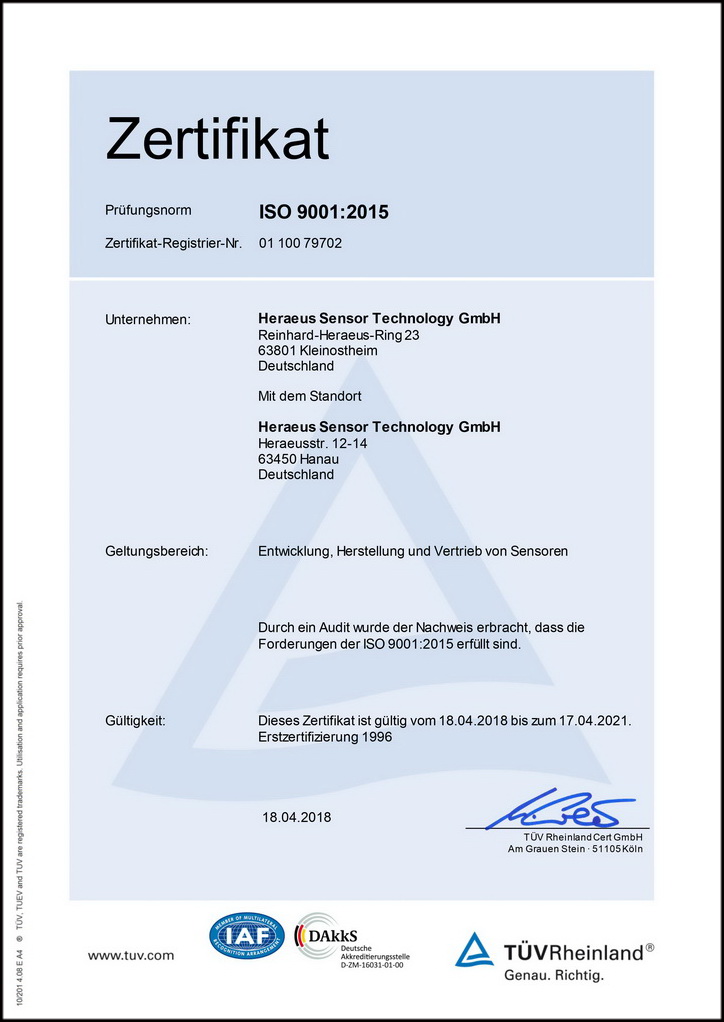 Zertifikat
Prüfungsnorm ISO 9001:2015
Zertifikat-Registrier-Nr. 01 100 79702
Unternehmen: Heraeus Sensor Technology GmbH
Reinhard-Heraeus-Ring 23
63801 Kleinostheim
Deutschland
Mit dem Standort
Heraeus Sensor Technology GmbH
Heraeusstr. 12-14
63450 Hanau
Deutschland
Geltungsbereich: Entwicklung, Herstellung und Vertrieb von Sensoren
Durch ein Audit wurde der Nachweis erbracht, dass die
Forderungen der ISO 9001:2015 erfüllt sind.
Gültigkeit: Dieses Zertifikat ist gültig vom 18.04.2018 bis zum 17.04.2021.
Erstzertifizierung 1996
18.04.2018
TÜV Rheinland Cert GmbH
Am Grauen Stein · 51105 Köln
10/201 4.08 E A4 ® TÜV, TUEV and TUV are registered trademarks. Utilisation and application requires prior approval.
www.tuv.com
MEMBER OF MULTILATERAL
IAF
RECOGNITION ARRANGEMENT
DAkkS
Deutsche
Akkreditierungsstelle
D-ZM-16031-01-00
TÜVRheinland®
Genau. Richtig.